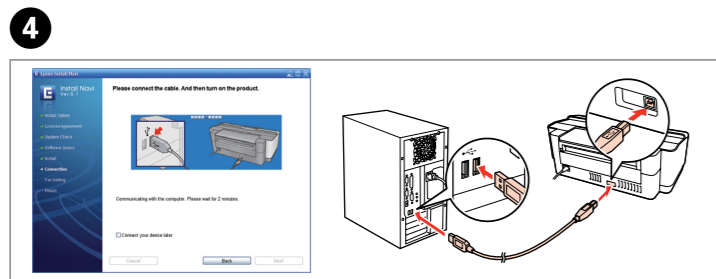 4
Epson Install Navi
Install Navi
Ver. 5.1
Install Option
License Agreement
System Check
Software Select
Install
Connection
Fax Setting
Finish
Please connect the cable. And then turn on the product.
Communicating with the computer. Please wait for 2 minutes.
Connect your device later
Cancel
Back
Next